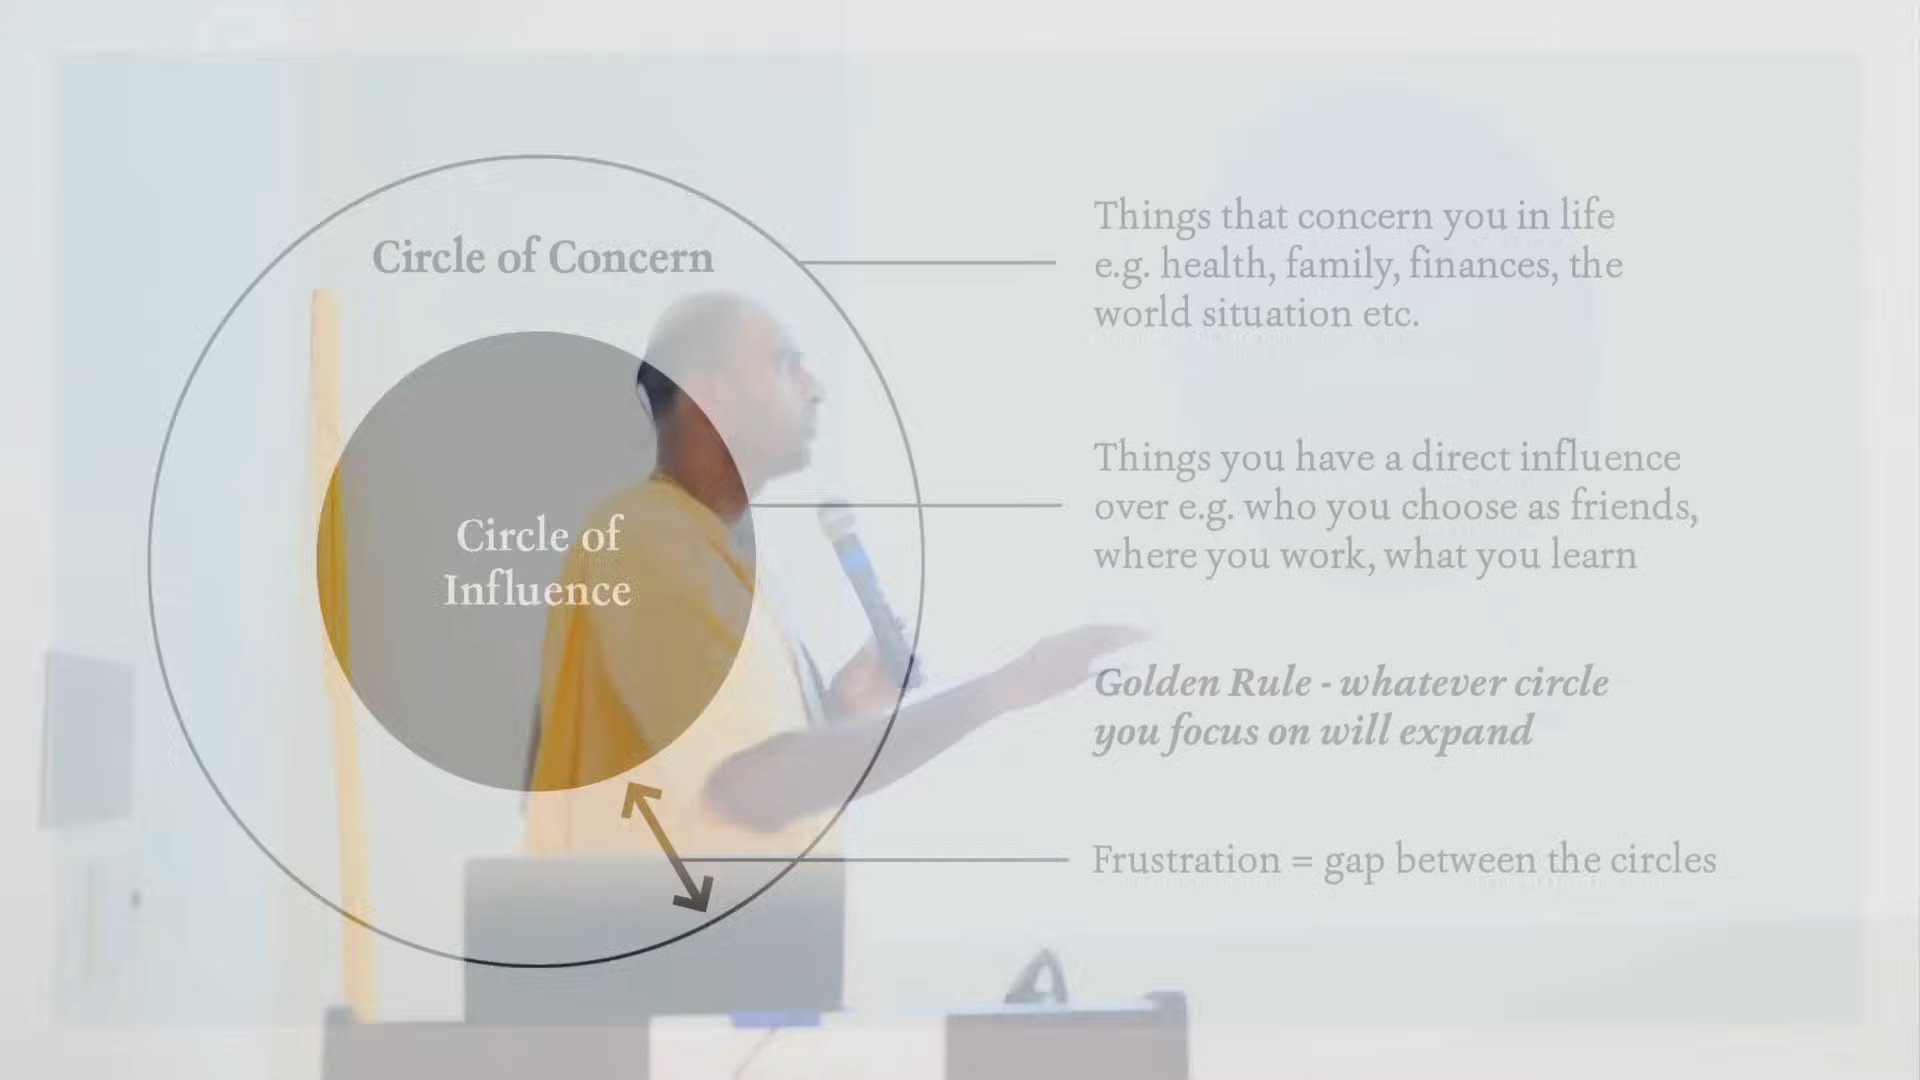 Circle of Concern
Circle of
Influence
Things that concern you in life
e.g. health, family, finances, the
world situation etc.
Things you have a direct influence
over e.g. who you choose as friends,
where you work, what you learn
Golden Rule - whatever circle
you focus on will expand
Frustration = gap between the circles